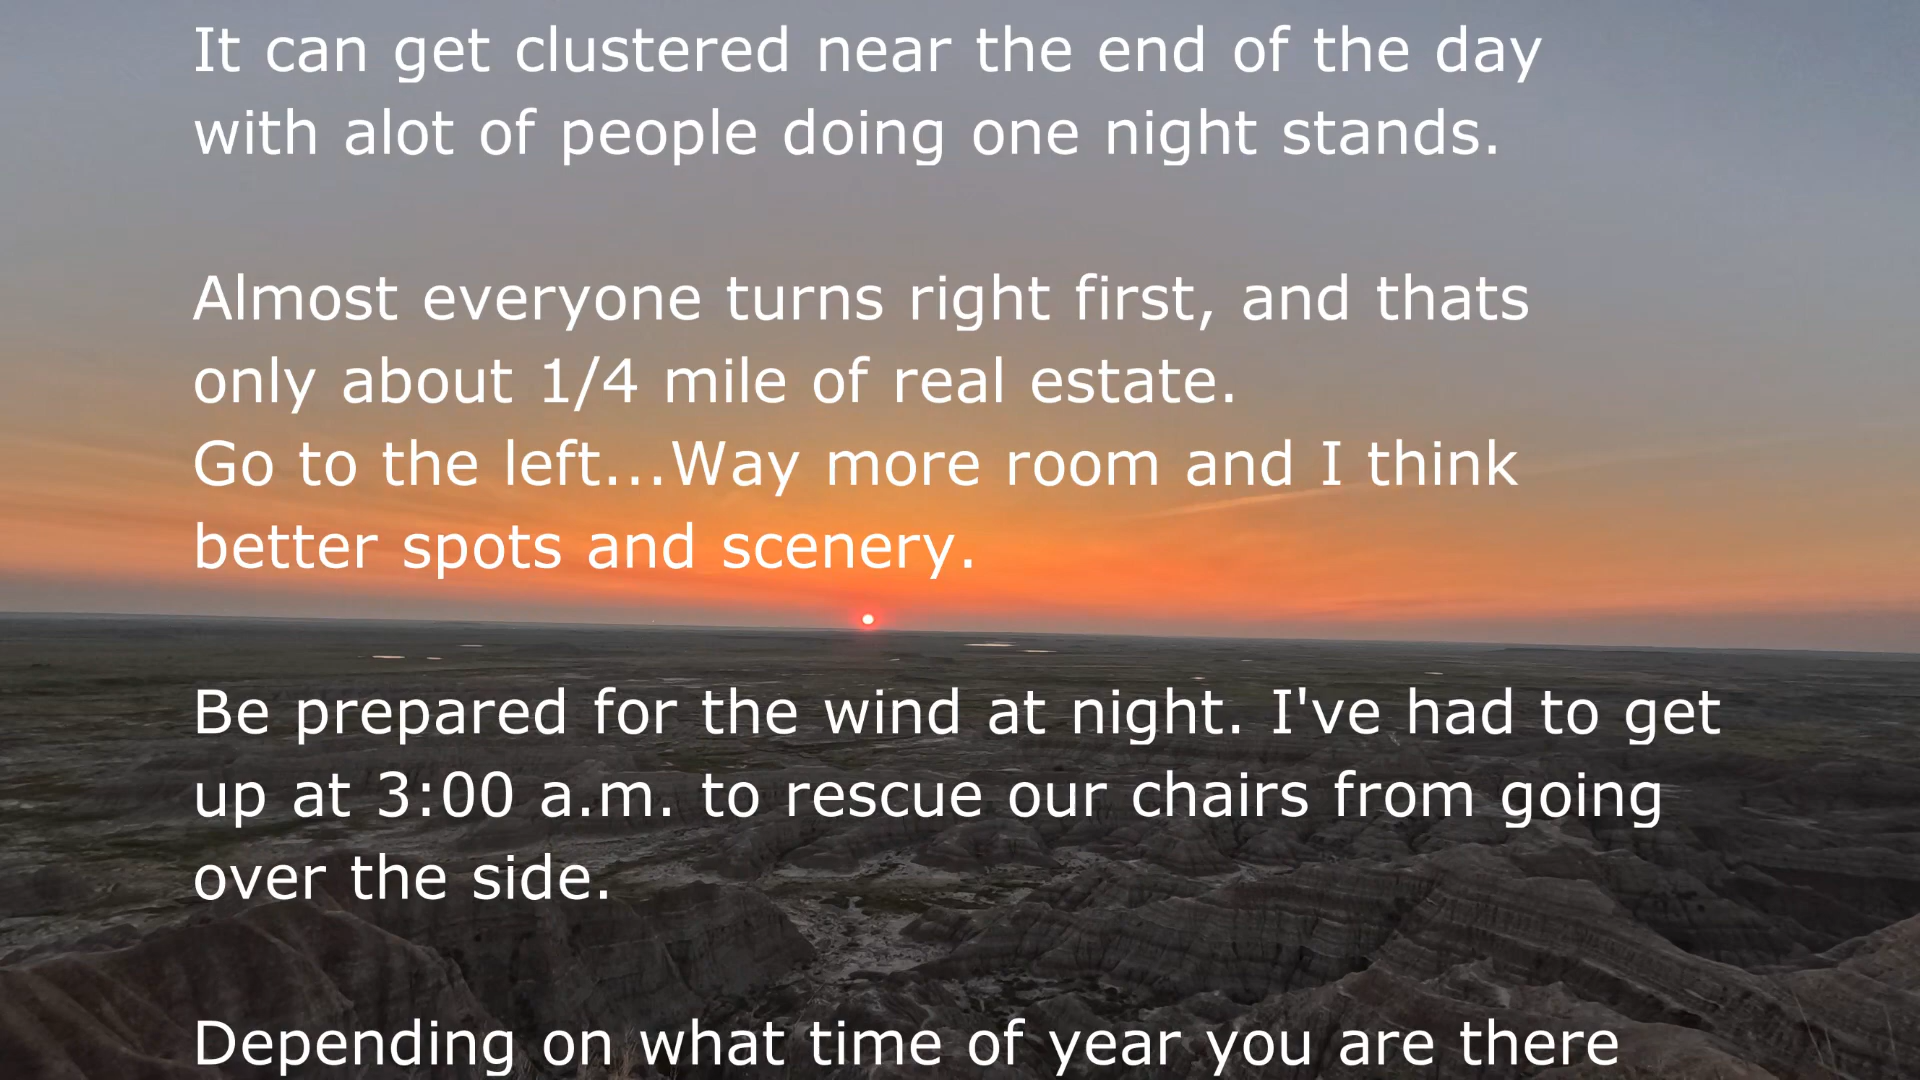 It can get clustered near the end of the day
with alot of people doing one night stands.
Almost everyone turns right first, and thats
only about 1/4 mile of real estate.
Go to the left...Way more room and I think
better spots and scenery.
Be prepared for the wind at night. I've had to get
up at 3:00 a.m. to rescue our chairs from going
over the side.
Depending on what time of year you are there